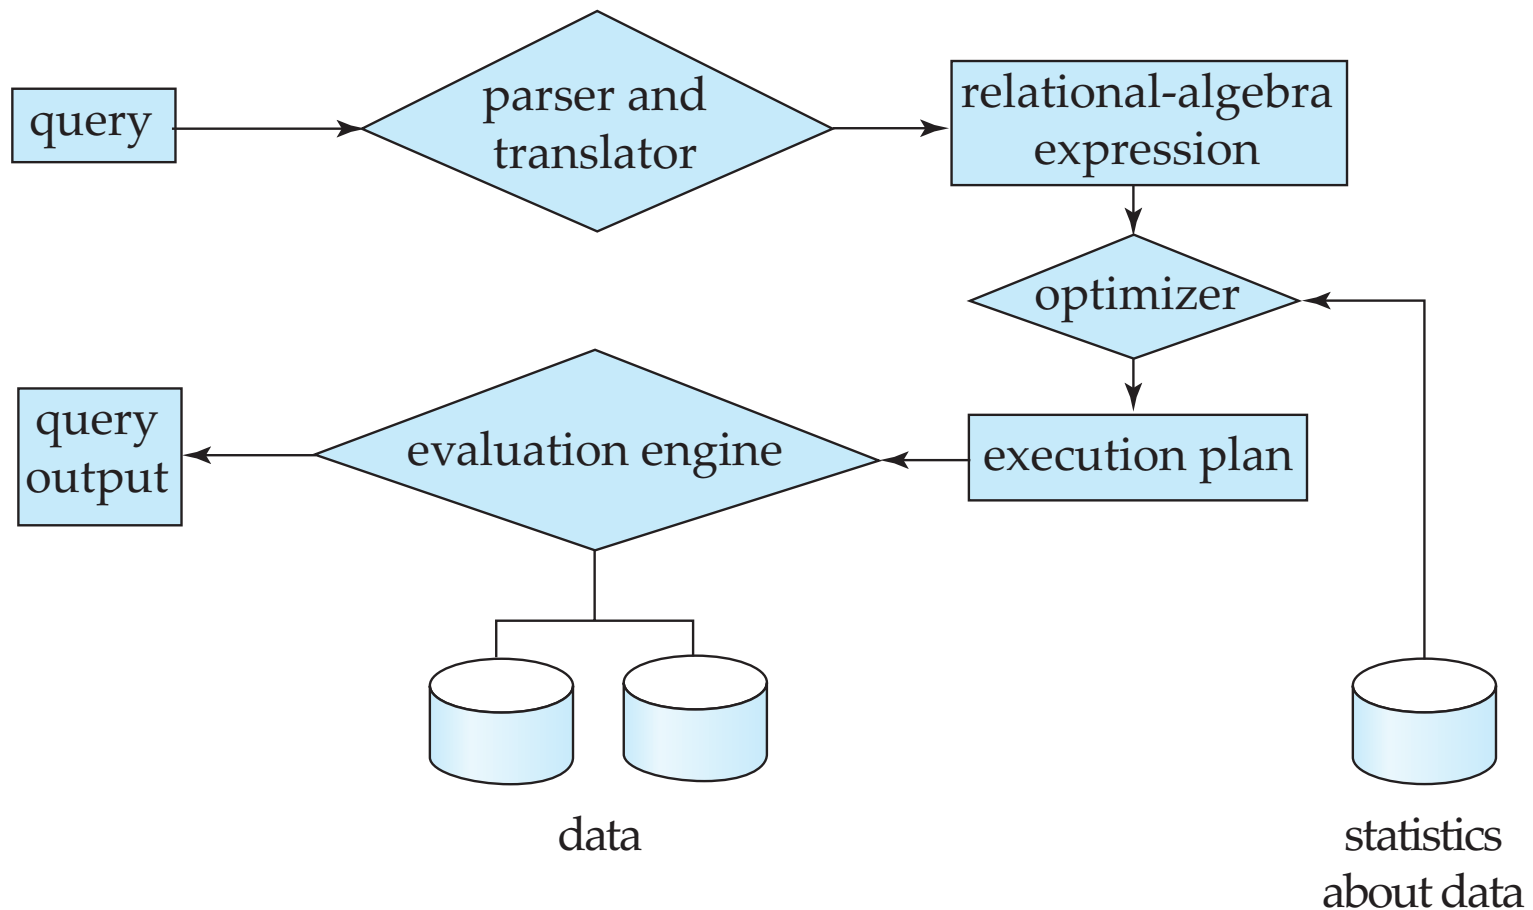 query
parser and
translator
relational-algebra
expression
optimizer
query
output
evaluation engine
execution plan
data
statistics
about data